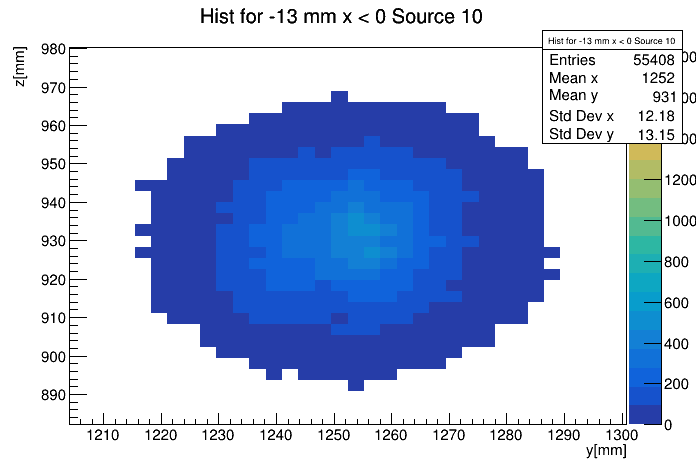 Hist for -13 mm x < 0 Source 10
Hist for -13 mm x < 0 Source 10
Entries 55408
Mean x 1252
Mean y 931
Std Dev x 12.18
Std Dev y 13.15
z[mm]
980
970
960
950
940
930
920
910
900
890
1210 1220 1230 1240 1250 1260 1270 1280 1290 1300
y[mm]
1200
1000
800
600
400
200
0